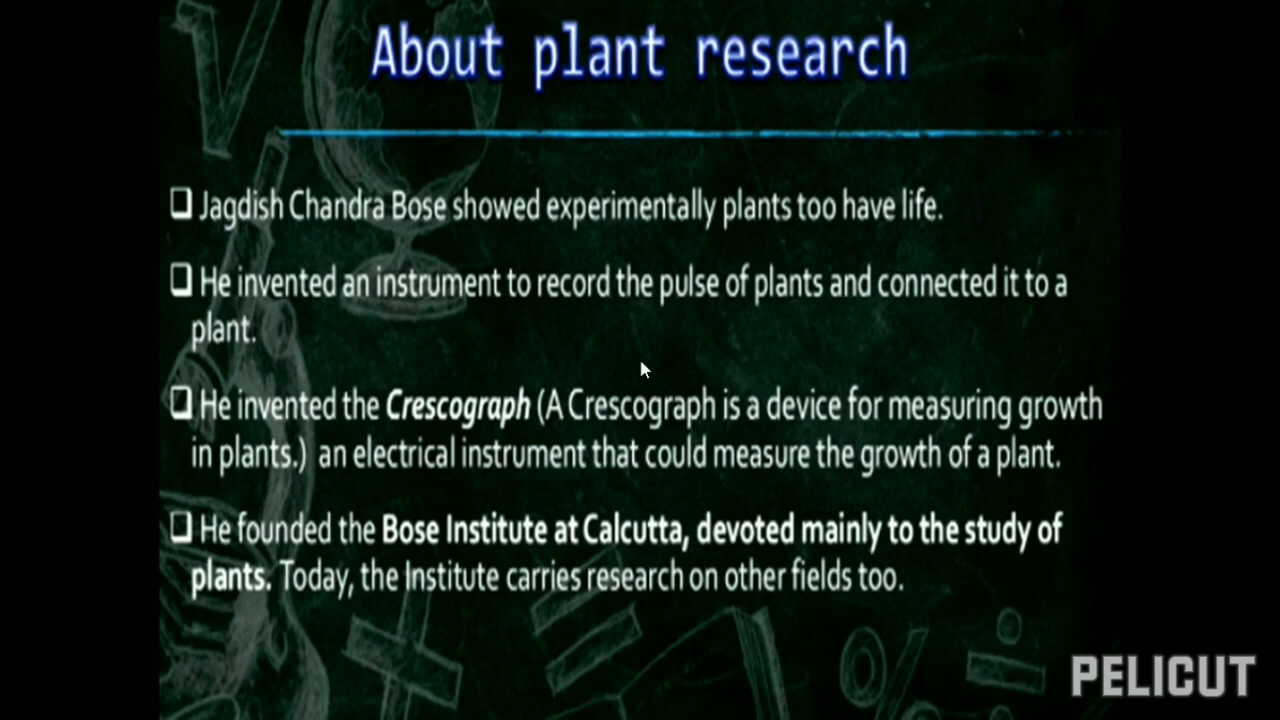 About plant research
❑ Jagdish Chandra Bose showed experimentally plants too have life.
❑ He invented an instrument to record the pulse of plants and connected it to a
plant.
❑ He invented the Crescograph (A Crescograph is a device for measuring growth
in plants.) an electrical instrument that could measure the growth of a plant.
❑ He founded the Bose Institute at Calcutta, devoted mainly to the study of
plants. Today, the Institute carries research on other fields too.
PELICUT